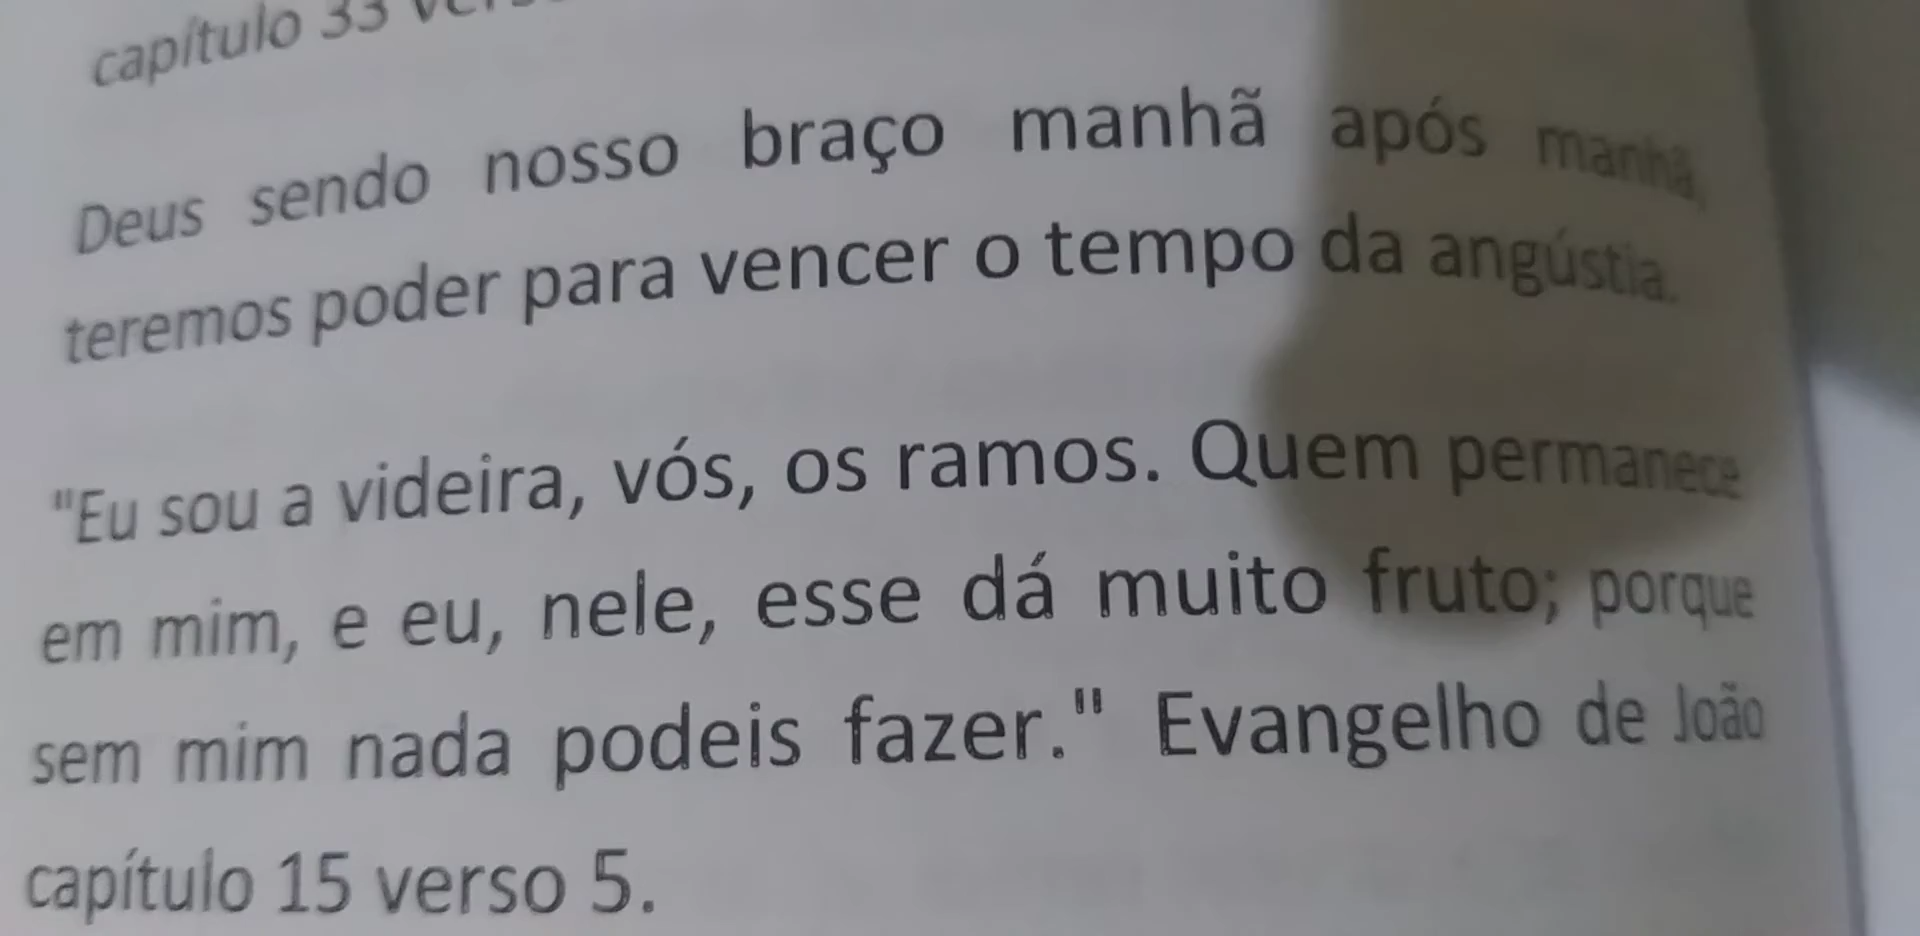 capítulo 33
Deus sendo nosso braço manhã após manhã,
teremos poder para vencer o tempo da angústia.
"Eu sou a videira, vós, os ramos. Quem permanece
em mim, e eu, nele, esse dá muito fruto; porque
sem mim nada podeis fazer." Evangelho de João
capítulo 15 verso 5.